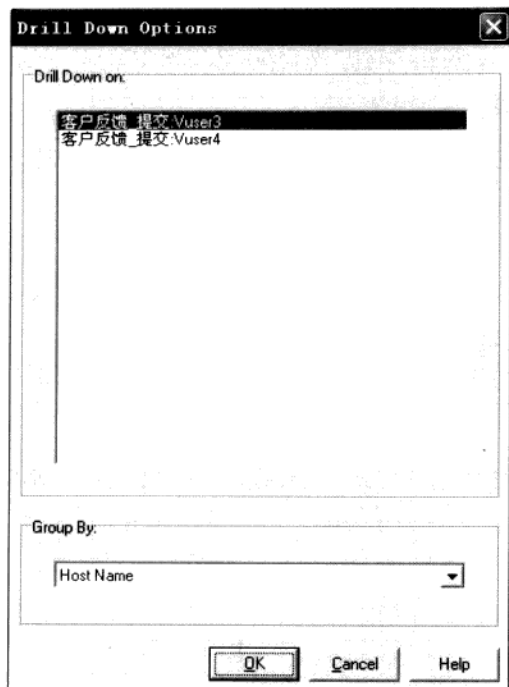 Drill Down Options
Drill Down on:
客户反馈_提交:Vuser3
客户反馈_提交:Vuser4
Group By:
Host Name
OK
Cancel
Help